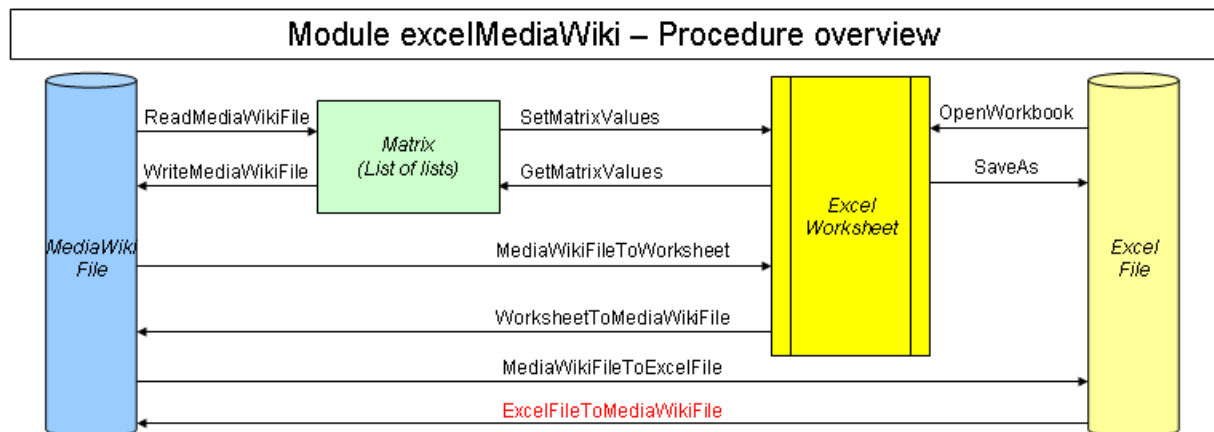 Module excelMediaWiki – Procedure overview
ReadMediaWikiFile
SetMatrixValues
OpenWorkbook
Matrix
(List of lists)
WriteMediaWikiFile
GetMatrixValues
SaveAs
Excel
Worksheet
MediaWiki
File
MediaWikiFileToWorksheet
Excel
File
WorksheetToMediaWikiFile
MediaWikiFileToExcelFile
ExcelFileToMediaWikiFile